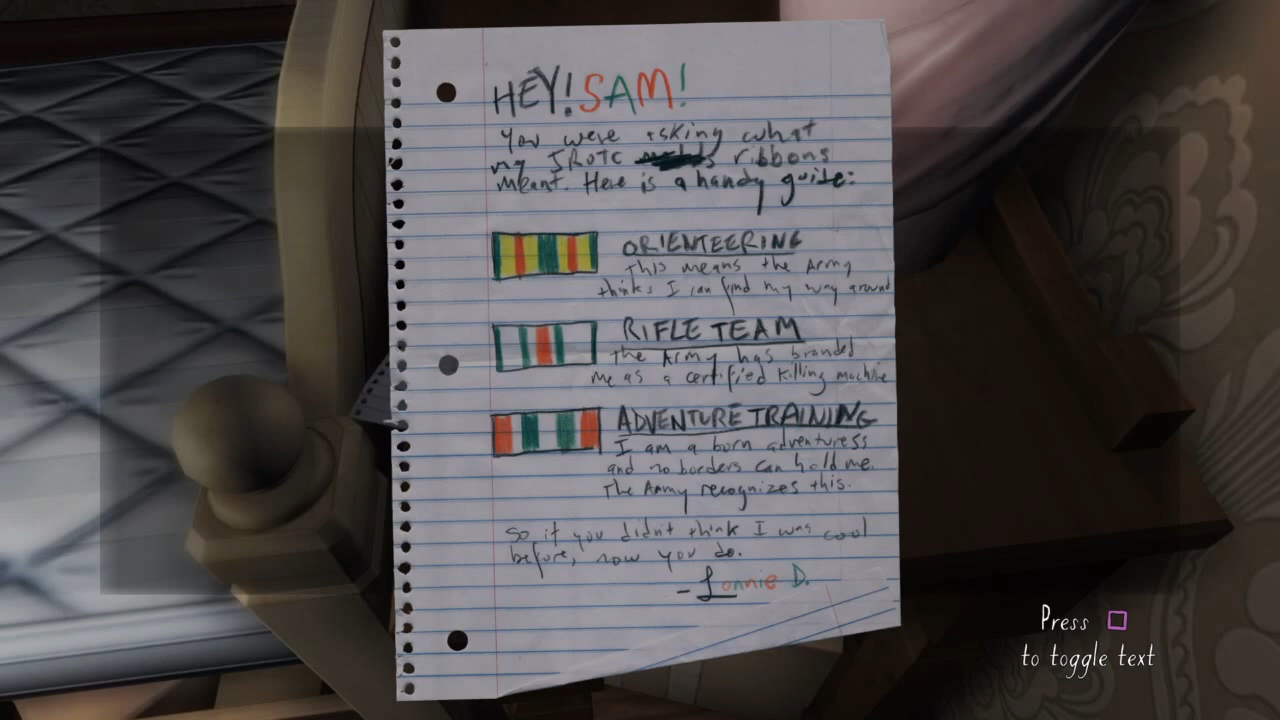 HEY! SAM!
You were asking what
my JROTC ribbons
meant. Here is a handy guide:
ORIENTEERING
This means the Army
thinks I can find my way around
RIFLE TEAM
The Army has branded
me as a certified killing machine
ADVENTURE TRAINING
I am a born adventuress
and no borders can hold me.
The Army recognizes this.
So if you didn't think I was cool
before, now you do.
- Lonnie D.
Press
to toggle text